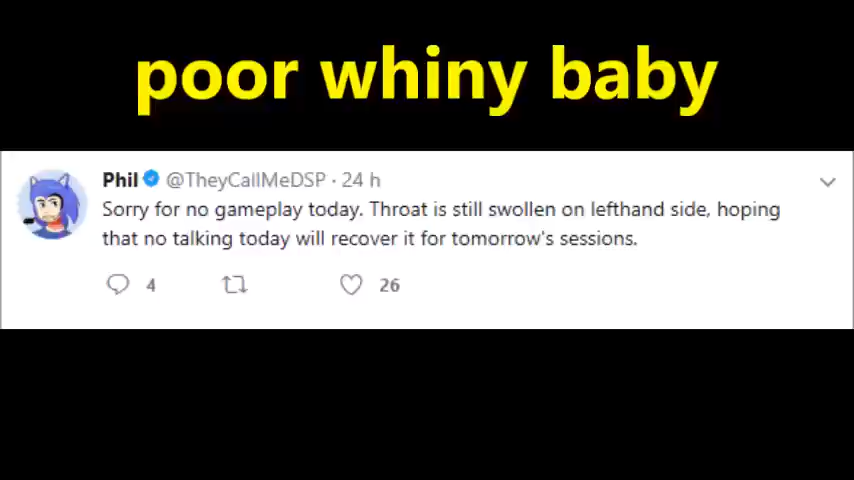 poor whiny baby
Phil @TheyCallMeDSP · 24 h
Sorry for no gameplay today. Throat is still swollen on lefthand side, hoping
that no talking today will recover it for tomorrow's sessions.
4 26